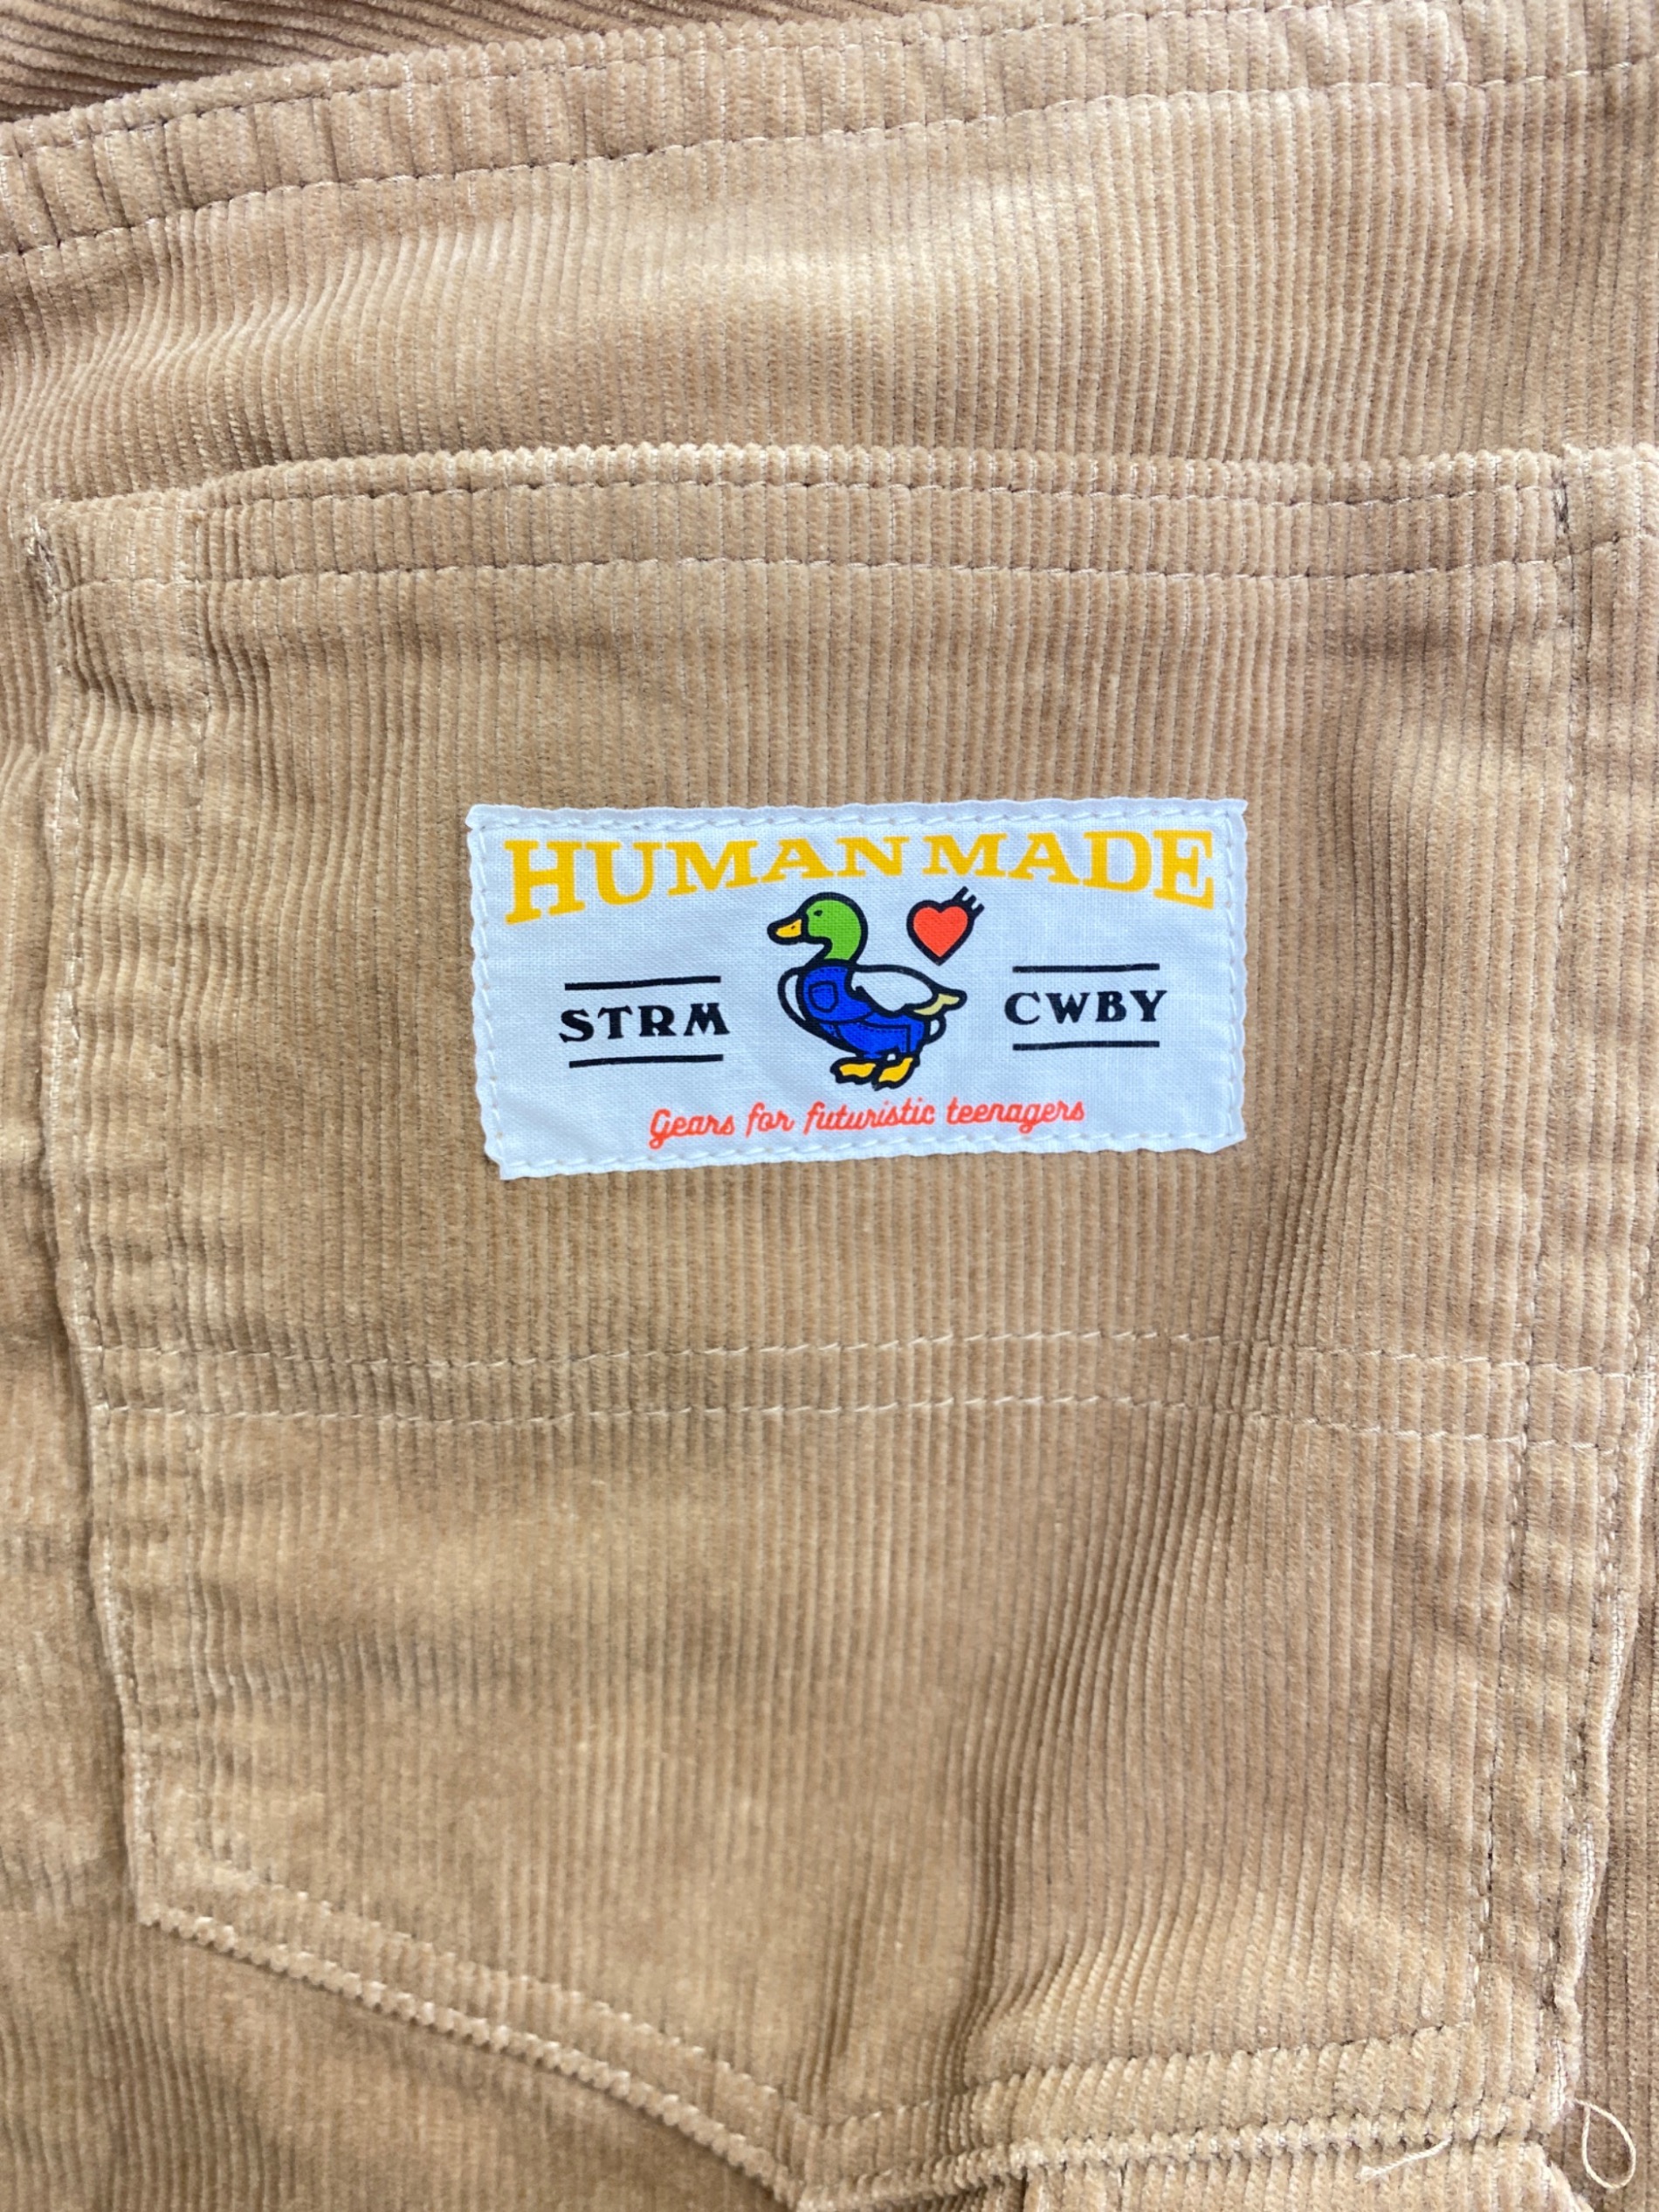 HUMAN MADE
STRM
CWBY
Gears for futuristic teenagers